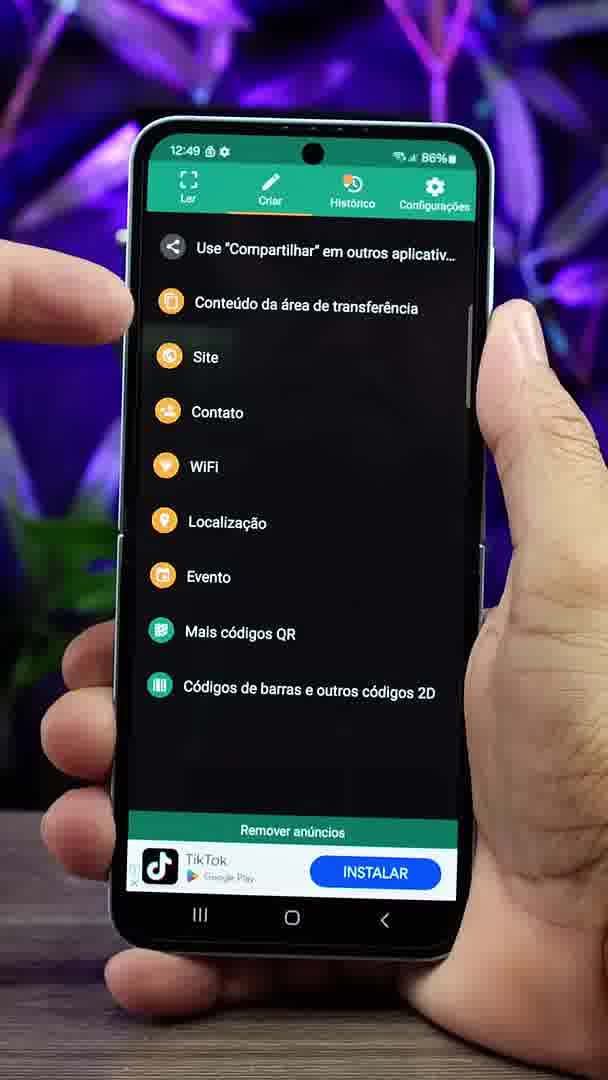 12:49 86%
Ler Criar Histórico Configurações
Use "Compartilhar" em outros aplicativ...
Conteúdo da área de transferência
Site
Contato
WiFi
Localização
Evento
Mais códigos QR
Códigos de barras e outros códigos 2D
Remover anúncios
TikTok
Google Play
INSTALAR